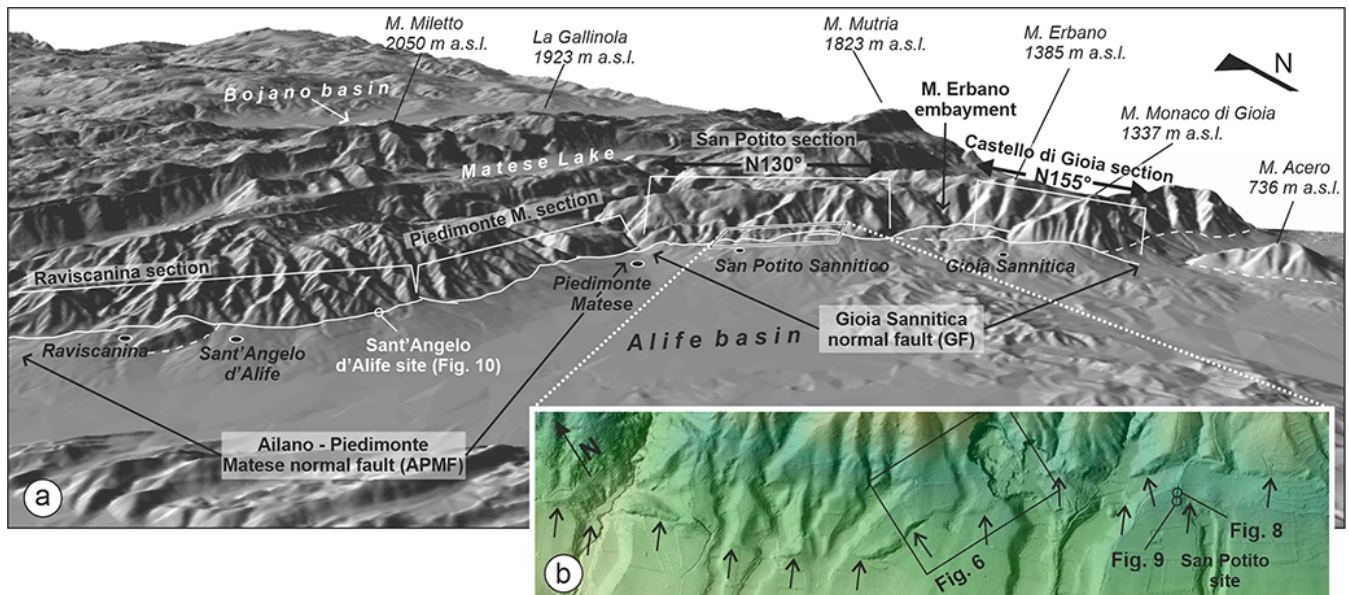 M. Miletto
2050 m a.s.l.
La Gallinola
1923 m a.s.l.
M. Mutria
1823 m a.s.l.
M. Erbano
1385 m a.s.l.
N
Bojano basin
M. Erbano
embayment
M. Monaco di Gioia
1337 m a.s.l.
San Potito section
N130°
Castello di Gioia section
N155°
M. Acero
736 m a.s.l.
Matese Lake
Piedimonte M. section
Raviscanina section
Piedimonte
Matese
San Potito Sannitico
Gioia Sannitica
Raviscanina
Sant'Angelo
d'Alife
Sant'Angelo
d'Alife site (Fig. 10)
Alife basin
Gioia Sannitica
normal fault (GF)
Ailano - Piedimonte
Matese normal fault (APMF)
a
N
Fig. 6
Fig. 8
Fig. 9
San Potito
site
b